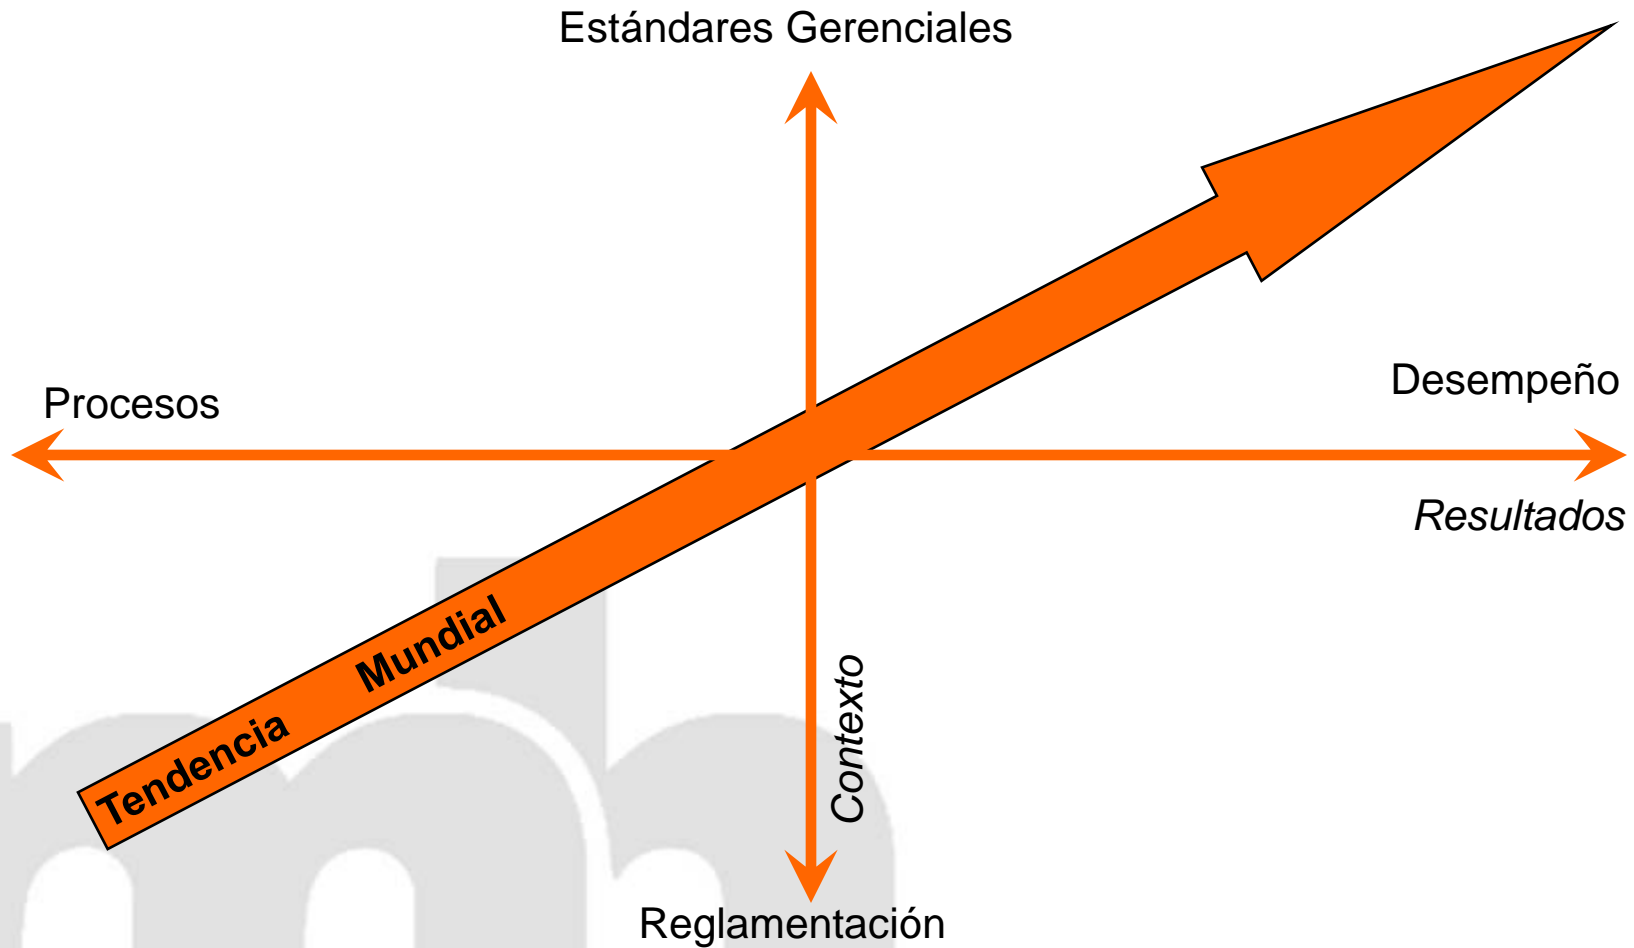 Estándares Gerenciales
Procesos
Desempeño
Resultados
Tendencia Mundial
Contexto
Reglamentación